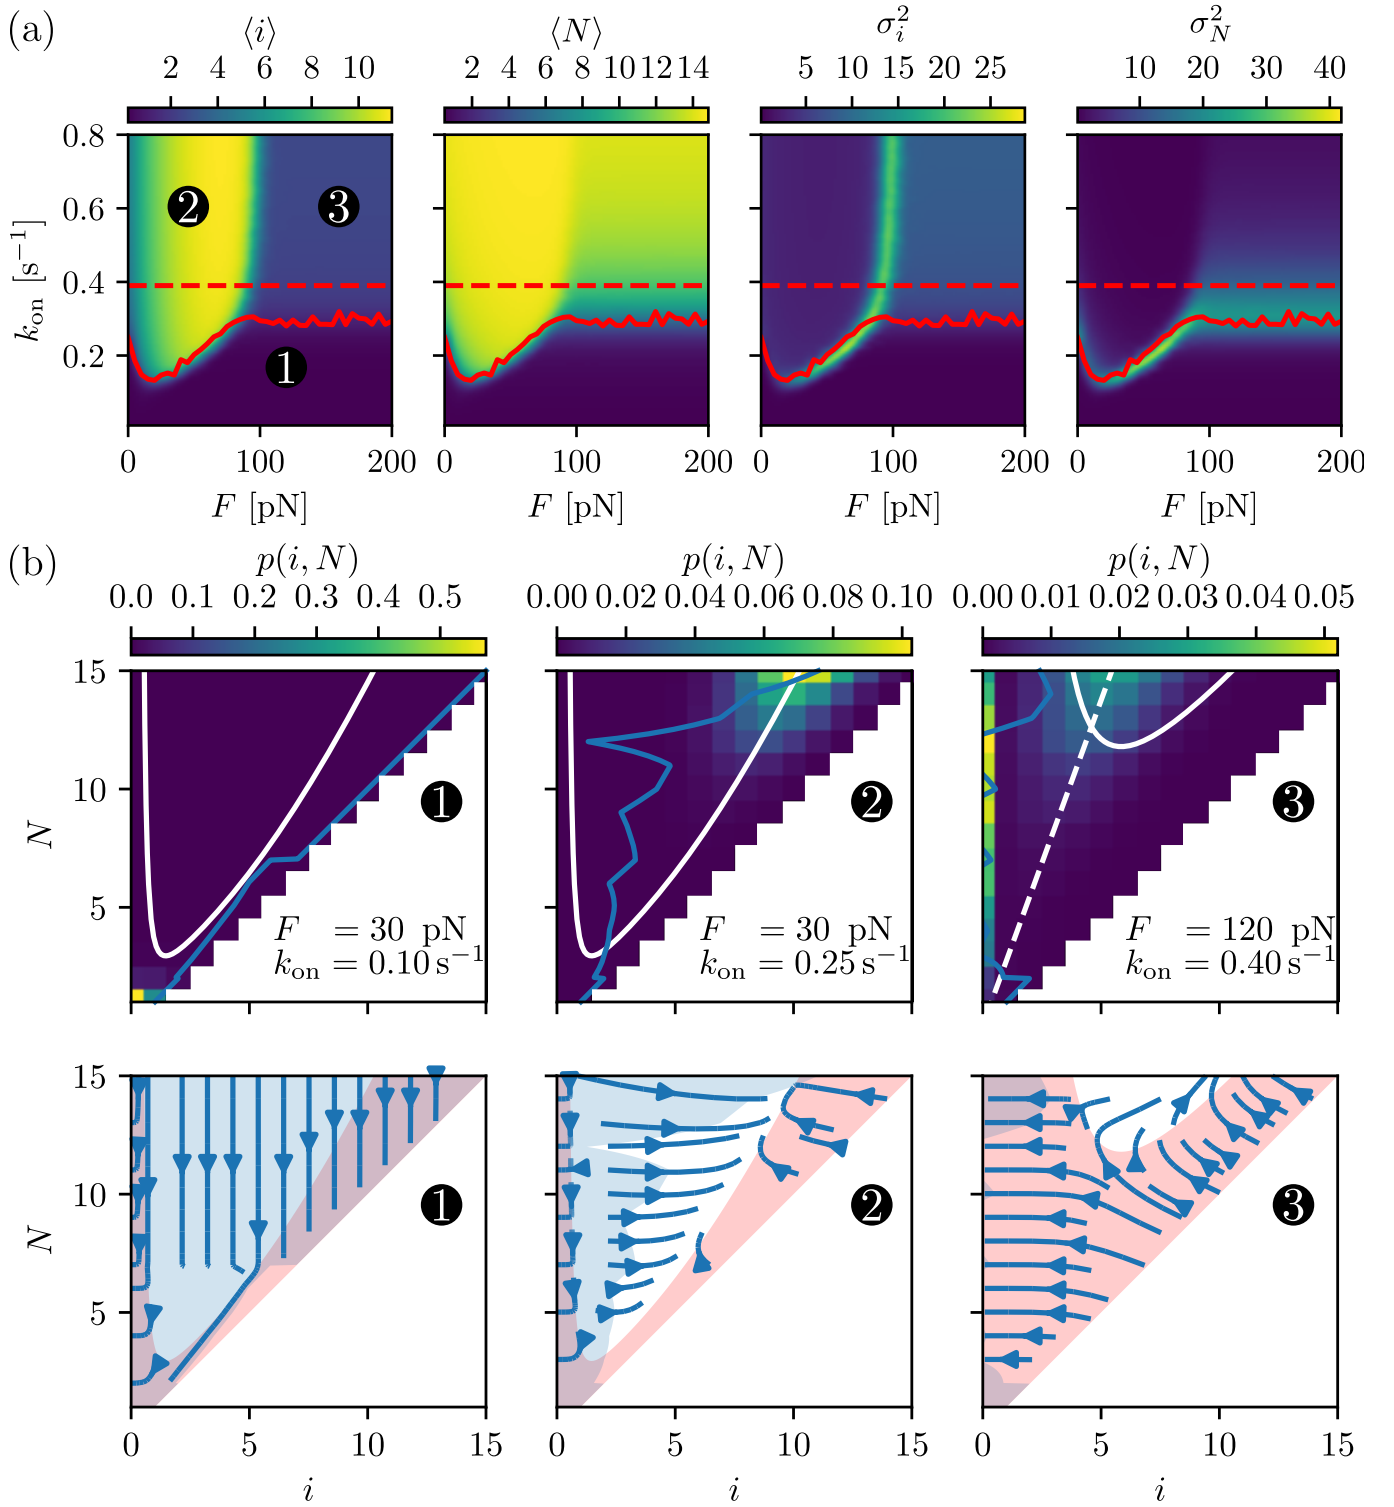 (a)
⟨i⟩ ⟨N⟩ σ_i^2 σ_N^2
2 4 6 8 10 2 4 6 8 10 12 14 5 10 15 20 25 10 20 30 40
0.8
0.6
0.4
0.2
k_on [s⁻¹]
2 3
1
0 100 200 0 100 200 0 100 200 0 100 200
F [pN] F [pN] F [pN] F [pN]
(b)
p(i, N) p(i, N) p(i, N)
0.0 0.1 0.2 0.3 0.4 0.5 0.00 0.02 0.04 0.06 0.08 0.10 0.00 0.01 0.02 0.03 0.04 0.05
15
10
5
N
1 2 3
F = 30 pN F = 30 pN F = 120 pN
k_on = 0.10 s⁻¹ k_on = 0.25 s⁻¹ k_on = 0.40 s⁻¹
15
10
5
N
1 2 3
0 5 10 15 0 5 10 15 0 5 10 15
i i i